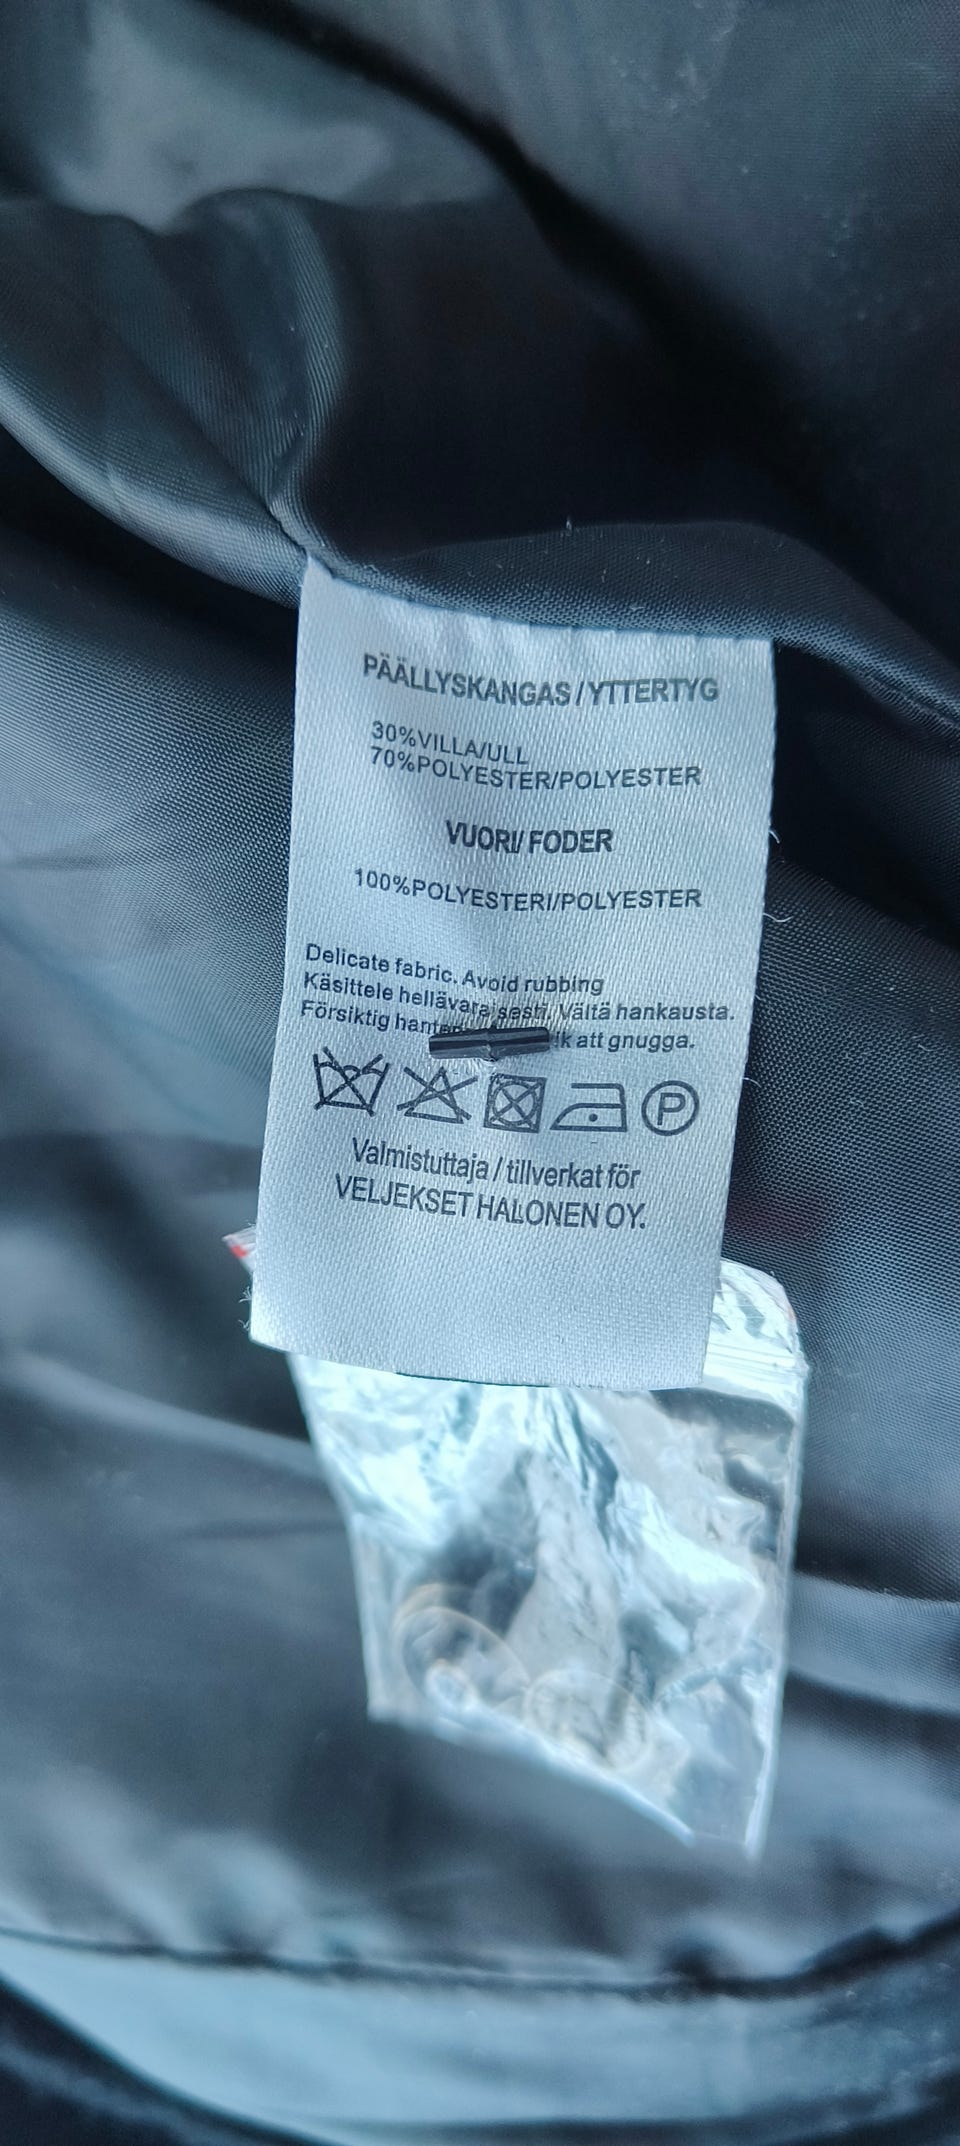 PÄÄLLYSKANGAS / YTTERTYG
30%VILLA/ULL
70%POLYESTER/POLYESTER
VUORI/ FODER
100%POLYESTERI/POLYESTER
Delicate fabric. Avoid rubbing
Käsittele hellävaraisesti. Vältä hankausta.
Försiktig att gnugga.
P
Valmistuttaja / tillverkat för
VELJEKSET HALONEN OY.